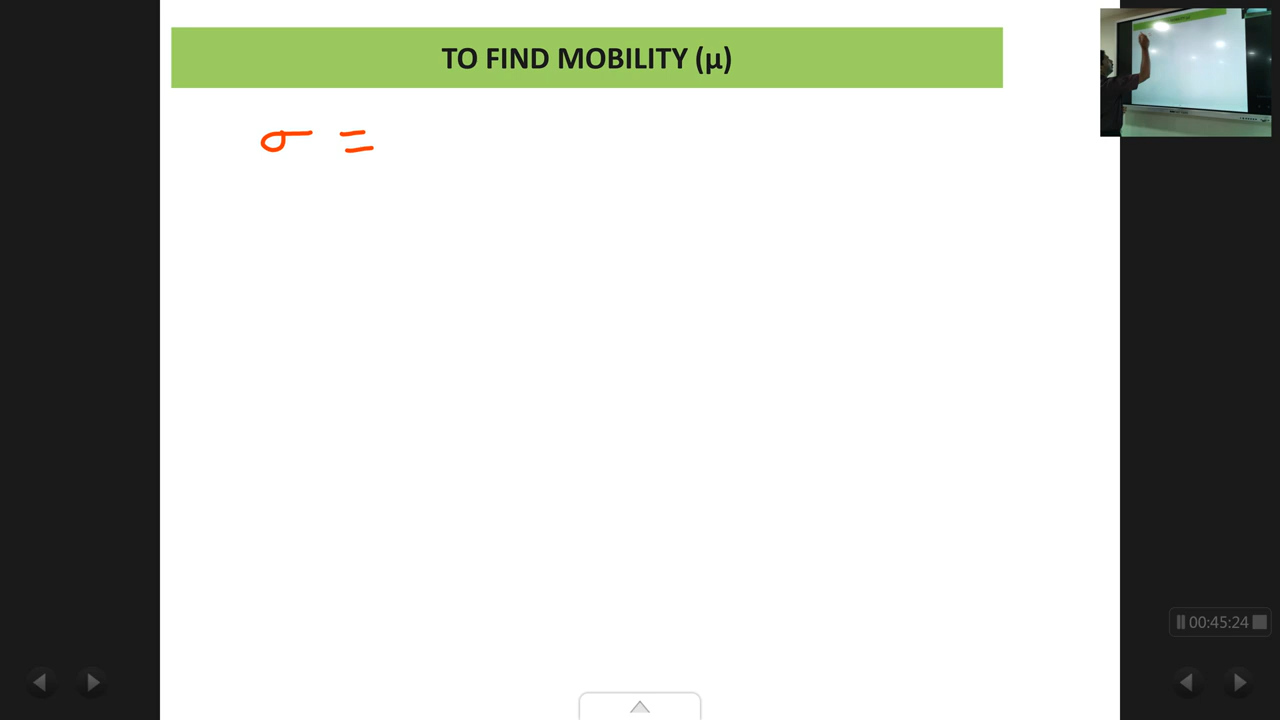 TO FIND MOBILITY (μ)
σ =
00:45:24